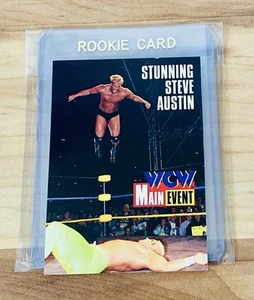 ROOKIE CARD
STUNNING
STEVE
AUSTIN
WCW
MAIN EVENT